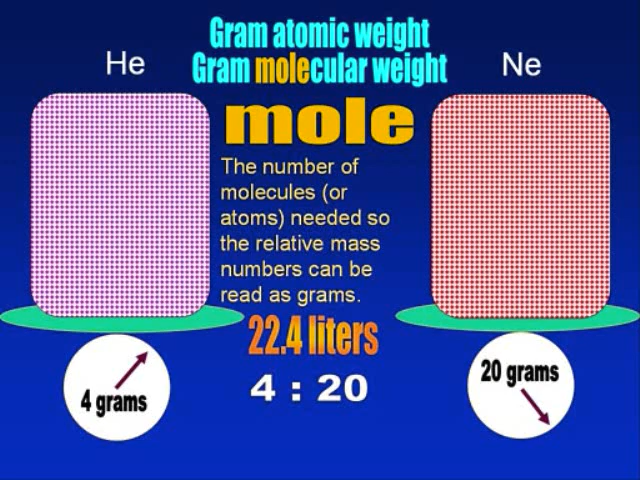 Gram atomic weight
Gram molecular weight
He
Ne
mole
The number of
molecules (or
atoms) needed so
the relative mass
numbers can be
read as grams.
22.4 liters
4 : 20
4 grams
20 grams